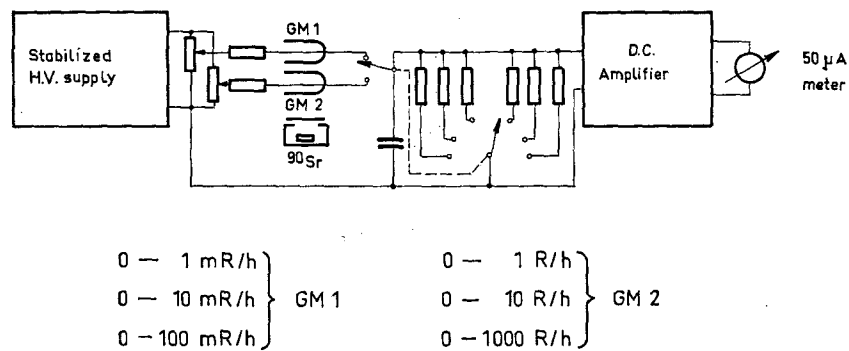 Stabilized
H.V. supply
GM 1
GM 2
90Sr
D.C.
Amplifier
50 μA
meter
0 — 1 mR/h
0 — 10 mR/h
0 — 100 mR/h
GM 1
0 — 1 R/h
0 — 10 R/h
0 — 1000 R/h
GM 2